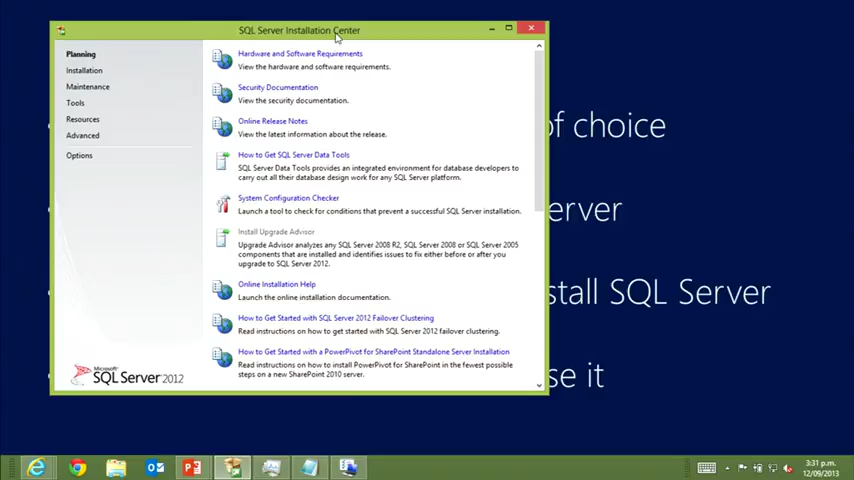 SQL Server Installation Center
Planning
Installation
Maintenance
Tools
Resources
Advanced
Options
Hardware and Software Requirements
View the hardware and software requirements.
Security Documentation
View the security documentation.
Online Release Notes
View the latest information about the release.
How to Get SQL Server Data Tools
SQL Server Data Tools provides an integrated environment for database developers to
carry out all their database design work for any SQL Server platform.
System Configuration Checker
Launch a tool to check for conditions that prevent a successful SQL Server installation.
Install Upgrade Advisor
Upgrade Advisor analyzes any SQL Server 2008 R2, SQL Server 2008 or SQL Server 2005
components that are installed and identifies issues to fix either before or after you
upgrade to SQL Server 2012.
Online Installation Help
Launch the online installation documentation.
How to Get Started with SQL Server 2012 Failover Clustering
Read instructions on how to get started with SQL Server 2012 failover clustering.
How to Get Started with a PowerPivot for SharePoint Standalone Server Installation
Read instructions on how to install PowerPivot for SharePoint in the fewest possible
steps on a new SharePoint 2010 server.
Microsoft
SQL Server 2012
of choice
erver
stall SQL Server
se it
3:31 p.m.
12/09/2013